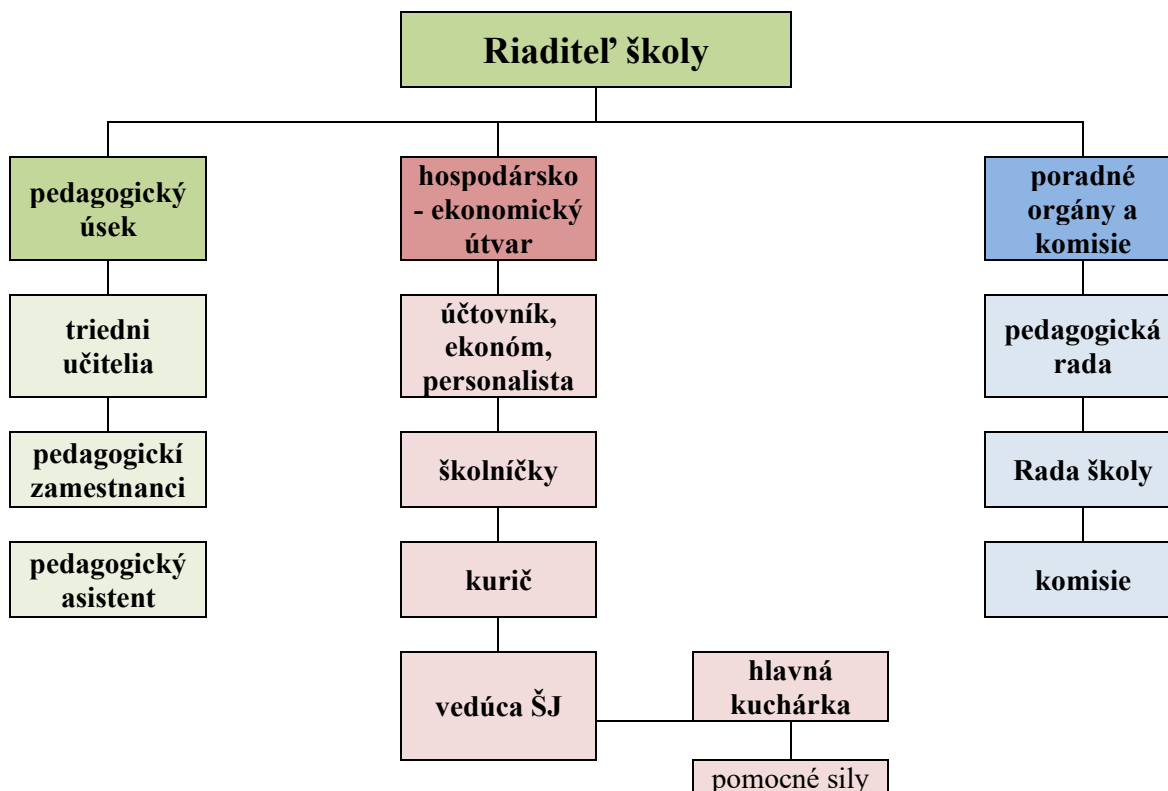 Riaditeľ školy
pedagogický
úsek
hospodársko
- ekonomický
útvar
poradné
orgány a
komisie
triedni
učitelia
účtovník,
ekonóm,
personalista
pedagogická
rada
pedagogickí
zamestnanci
školníčky
Rada školy
pedagogický
asistent
kurič
komisie
vedúca ŠJ
hlavná
kuchárka
pomocné sily